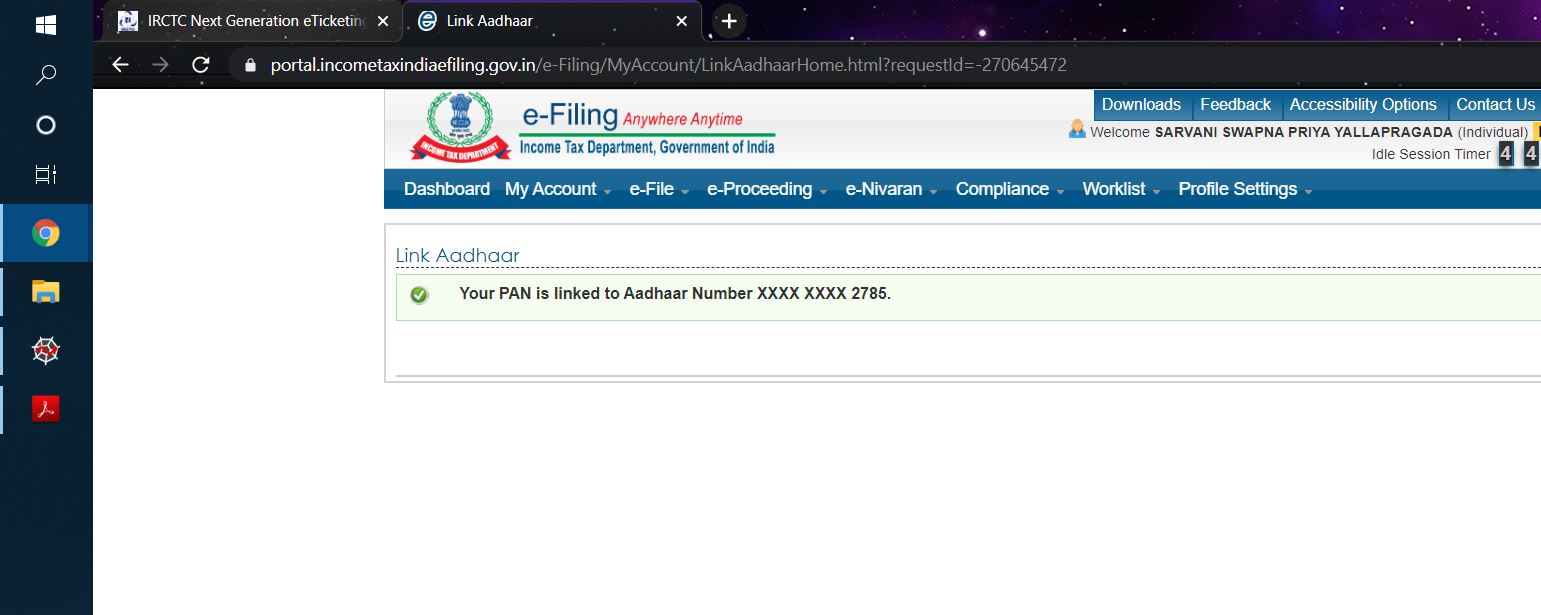 IRCTC Next Generation eTicketing
Link Aadhaar
portal.incometaxindiaefiling.gov.in/e-Filing/MyAccount/LinkAadhaarHome.html?requestId=-270645472
Downloads Feedback Accessibility Options Contact Us
e-Filing Anywhere Anytime
Income Tax Department, Government of India
INCOME TAX DEPARTMENT
Welcome SARVANI SWAPNA PRIYA YALLAPRAGADA (Individual)
Idle Session Timer 4 4
Dashboard My Account e-File e-Proceeding e-Nivaran Compliance Worklist Profile Settings
Link Aadhaar
Your PAN is linked to Aadhaar Number XXXX XXXX 2785.